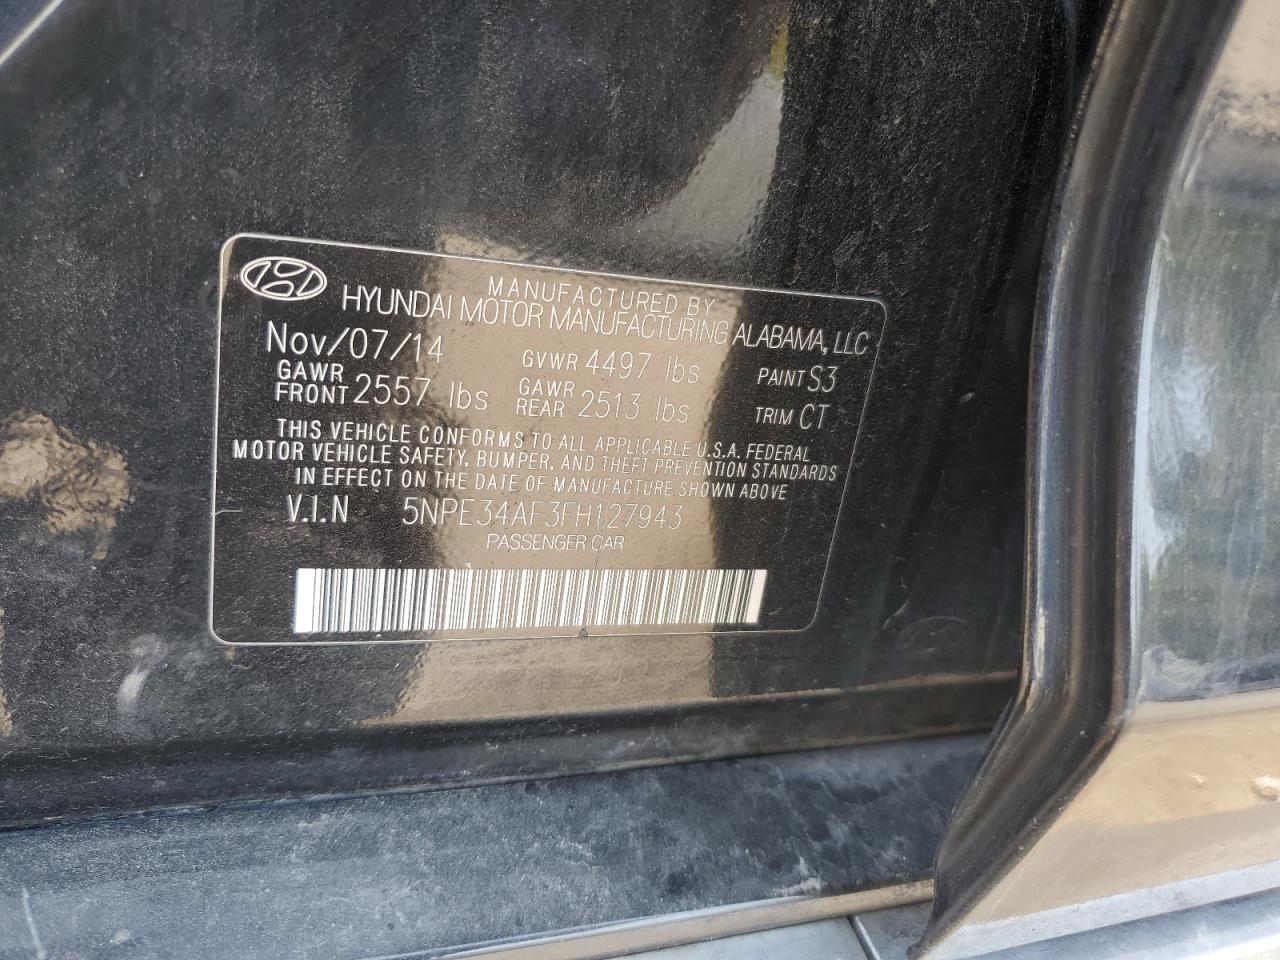 MANUFACTURED BY
HYUNDAI MOTOR MANUFACTURING ALABAMA, LLC
Nov/07/14 GVWR 4497 lbs PAINT S3
GAWR FRONT 2557 lbs GAWR REAR 2513 lbs TRIM CT
THIS VEHICLE CONFORMS TO ALL APPLICABLE U.S.A. FEDERAL
MOTOR VEHICLE SAFETY, BUMPER, AND THEFT PREVENTION STANDARDS
IN EFFECT ON THE DATE OF MANUFACTURE SHOWN ABOVE
V.I.N 5NPE34AF3FH127943
PASSENGER CAR